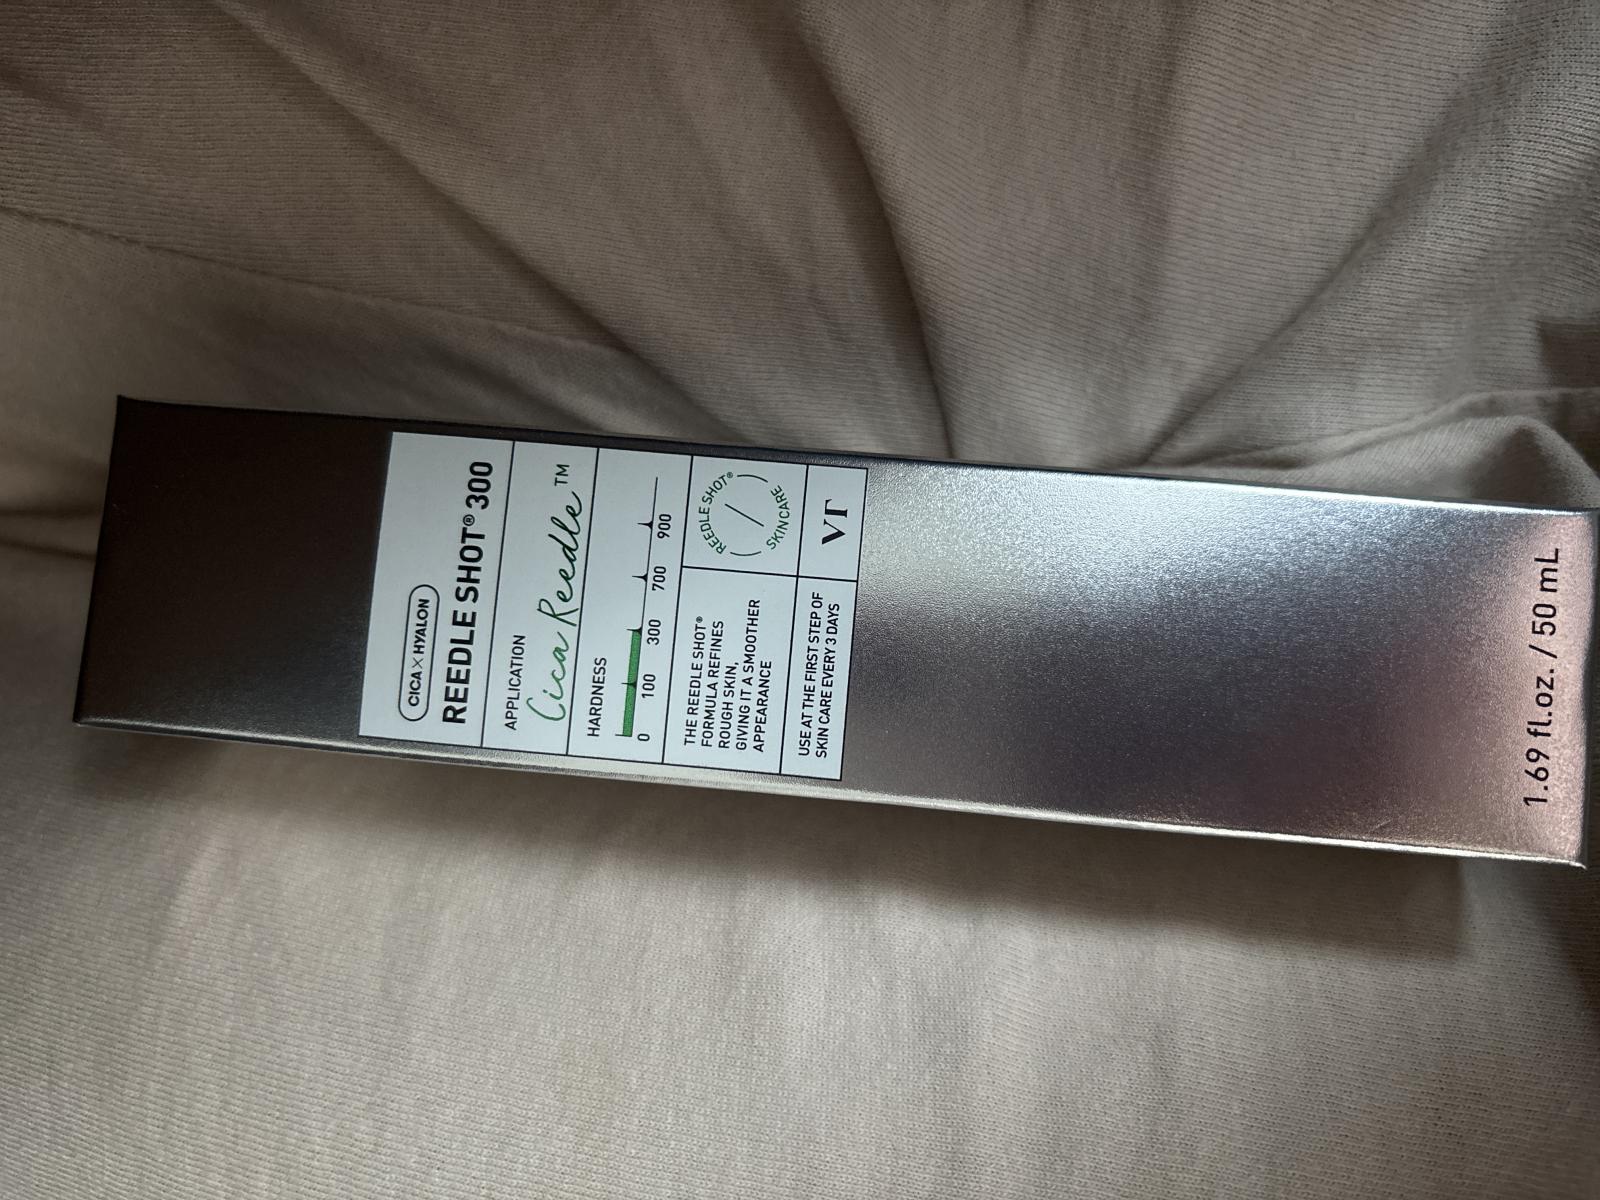 CICA × HYALON
REEDLE SHOT® 300
APPLICATION
Cica Reedle™
HARDNESS
0 100 300 700 900
THE REEDLE SHOT®
FORMULA REFINES
ROUGH SKIN,
GIVING IT A SMOOTHER
APPEARANCE
REEDLE SHOT®
SKINCARE
USE AT THE FIRST STEP OF
SKIN CARE EVERY 3 DAYS
VT
1.69 fl.oz. / 50 mL